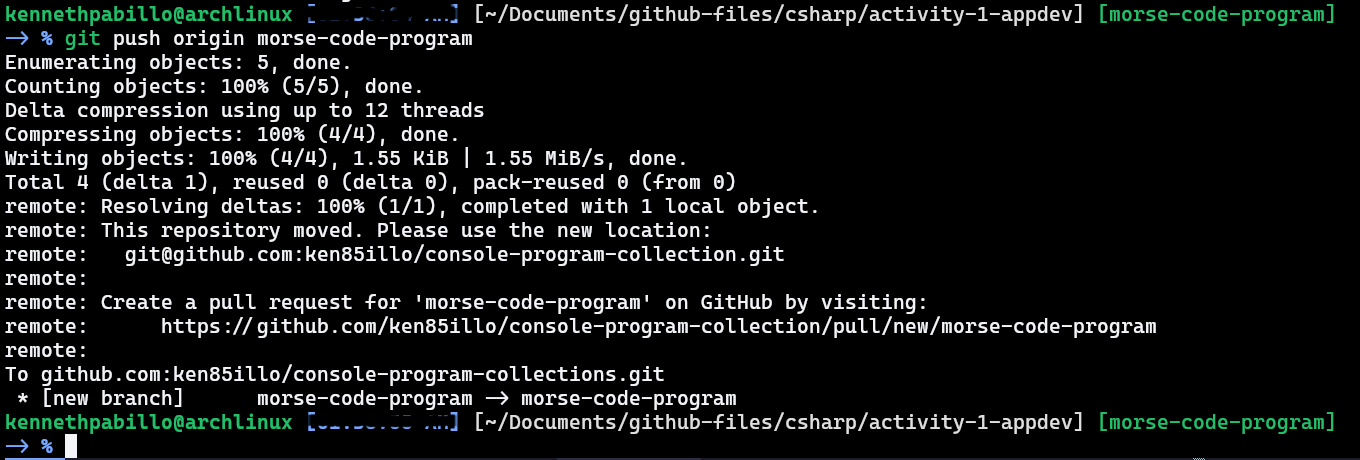 kennethpabillo@archlinux [~/Documents/github-files/csharp/activity-1-appdev] [morse-code-program]
—> % git push origin morse-code-program
Enumerating objects: 5, done.
Counting objects: 100% (5/5), done.
Delta compression using up to 12 threads
Compressing objects: 100% (4/4), done.
Writing objects: 100% (4/4), 1.55 KiB | 1.55 MiB/s, done.
Total 4 (delta 1), reused 0 (delta 0), pack-reused 0 (from 0)
remote: Resolving deltas: 100% (1/1), completed with 1 local object.
remote: This repository moved. Please use the new location:
remote:   git@github.com:ken85illo/console-program-collection.git
remote:
remote: Create a pull request for 'morse-code-program' on GitHub by visiting:
remote:      https://github.com/ken85illo/console-program-collection/pull/new/morse-code-program
remote:
To github.com:ken85illo/console-program-collections.git
 * [new branch]      morse-code-program -> morse-code-program
kennethpabillo@archlinux [~/Documents/github-files/csharp/activity-1-appdev] [morse-code-program]
—> %